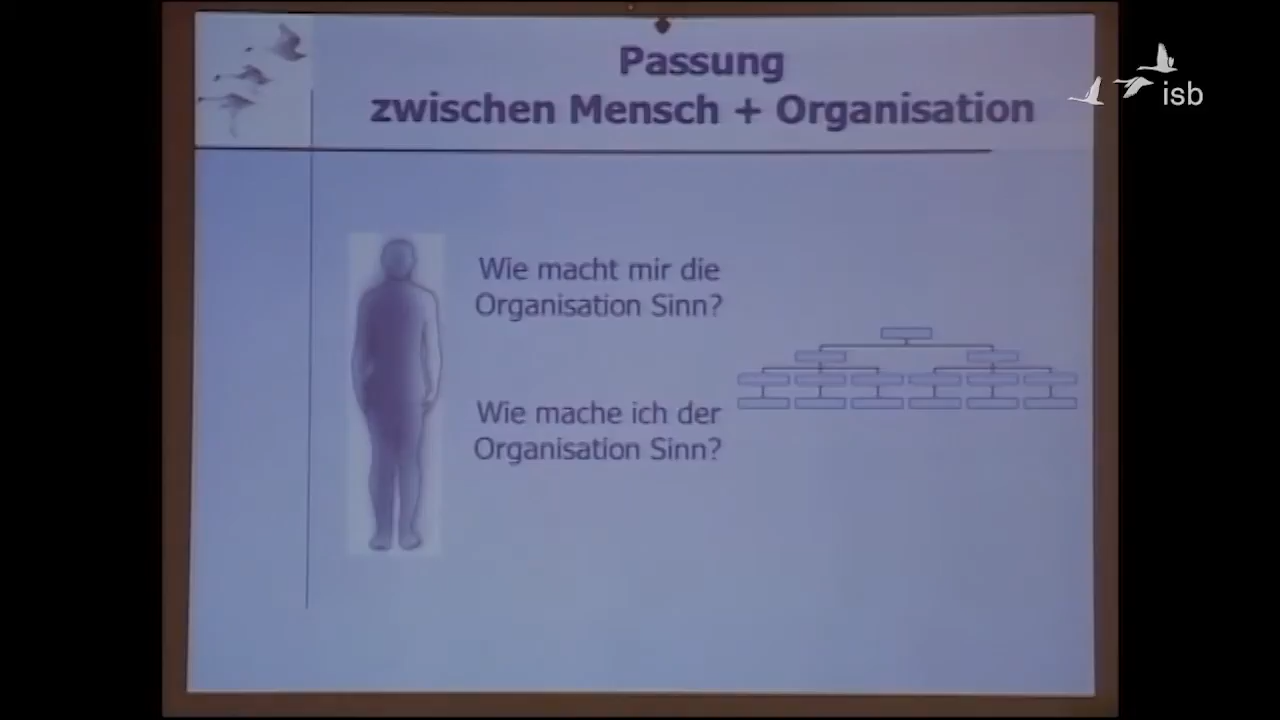 Passung
zwischen Mensch + Organisation
isb
Wie macht mir die
Organisation Sinn?
Wie mache ich der
Organisation Sinn?